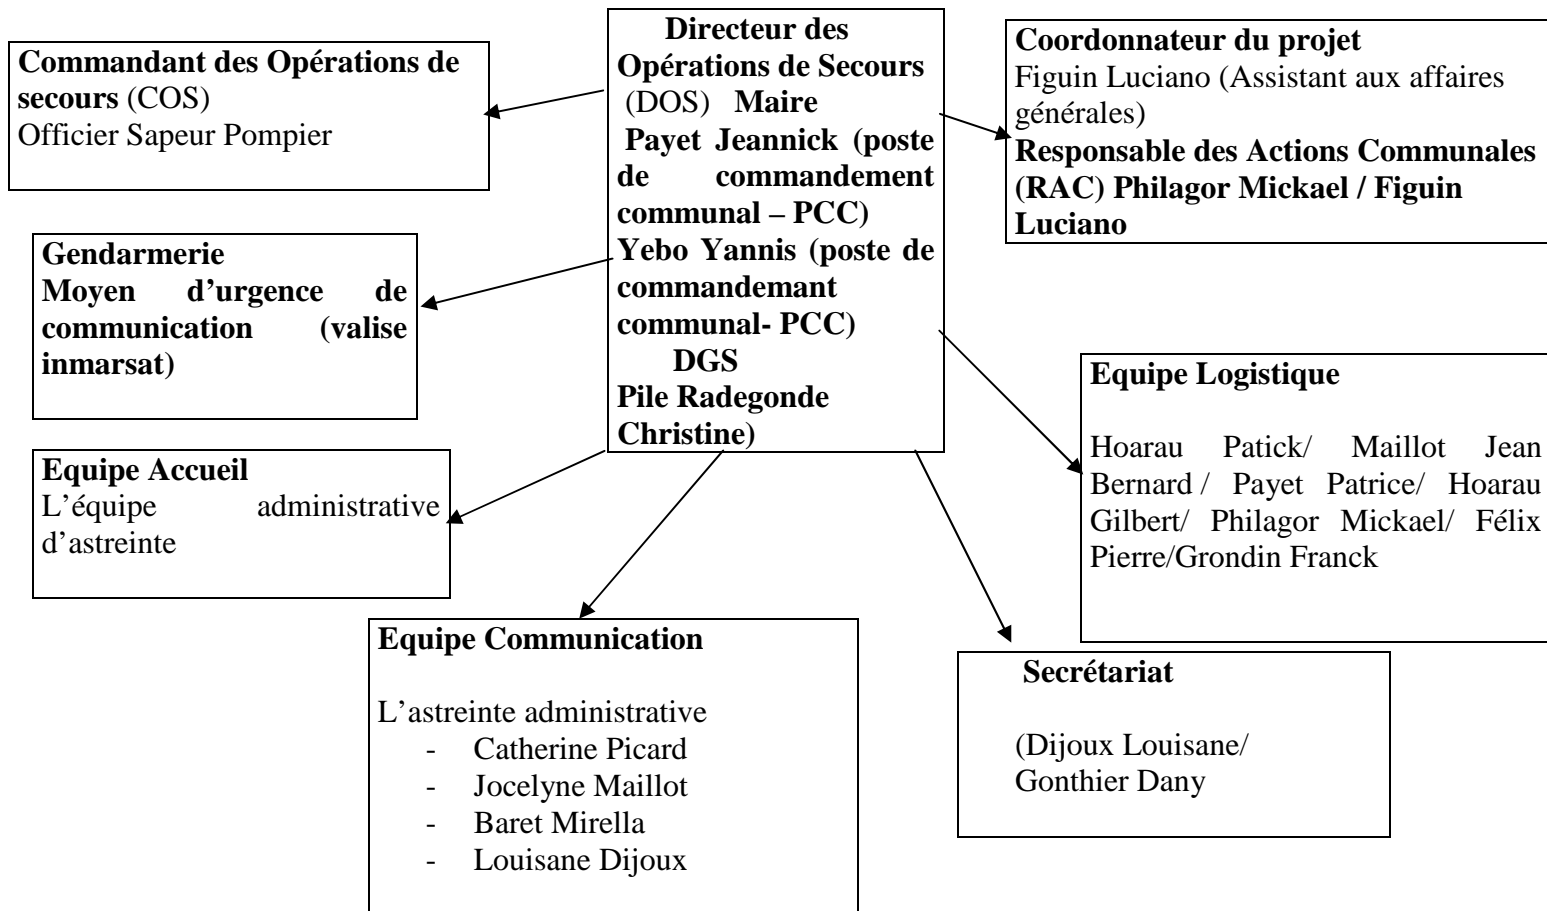 Directeur des
Opérations de Secours
(DOS) Maire
Payet Jeannick (poste
de commandement
communal – PCC)
Yebo Yannis (poste de
commandemant
communal- PCC)
DGS
Pile Radegonde
Christine)
Commandant des Opérations de
secours (COS)
Officier Sapeur Pompier
Coordonnateur du projet
Figuin Luciano (Assistant aux affaires
générales)
Responsable des Actions Communales
(RAC) Philagor Mickael / Figuin
Luciano
Gendarmerie
Moyen d’urgence de
communication (valise
inmarsat)
Equipe Logistique
Hoarau Patick/ Maillot Jean
Bernard / Payet Patrice/ Hoarau
Gilbert/ Philagor Mickael/ Félix
Pierre/Grondin Franck
Equipe Accueil
L’équipe administrative
d’astreinte
Equipe Communication
L’astreinte administrative
- Catherine Picard
- Jocelyne Maillot
- Baret Mirella
- Louisane Dijoux
Secrétariat
(Dijoux Louisane/
Gonthier Dany